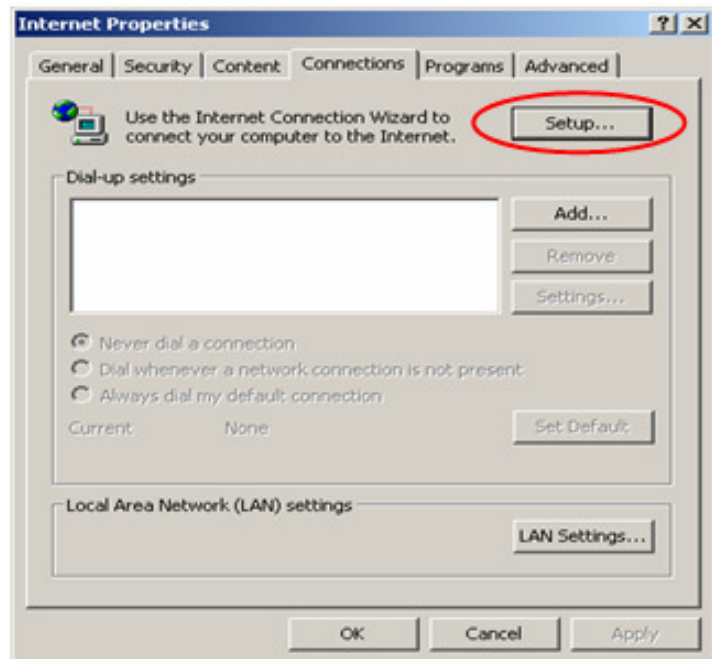 Internet Properties
General Security Content Connections Programs Advanced
Use the Internet Connection Wizard to
connect your computer to the Internet.
Setup...
Dial-up settings
Add...
Remove
Settings...
Never dial a connection
Dial whenever a network connection is not present
Always dial my default connection
Current None
Set Default
Local Area Network (LAN) settings
LAN Settings...
OK Cancel Apply